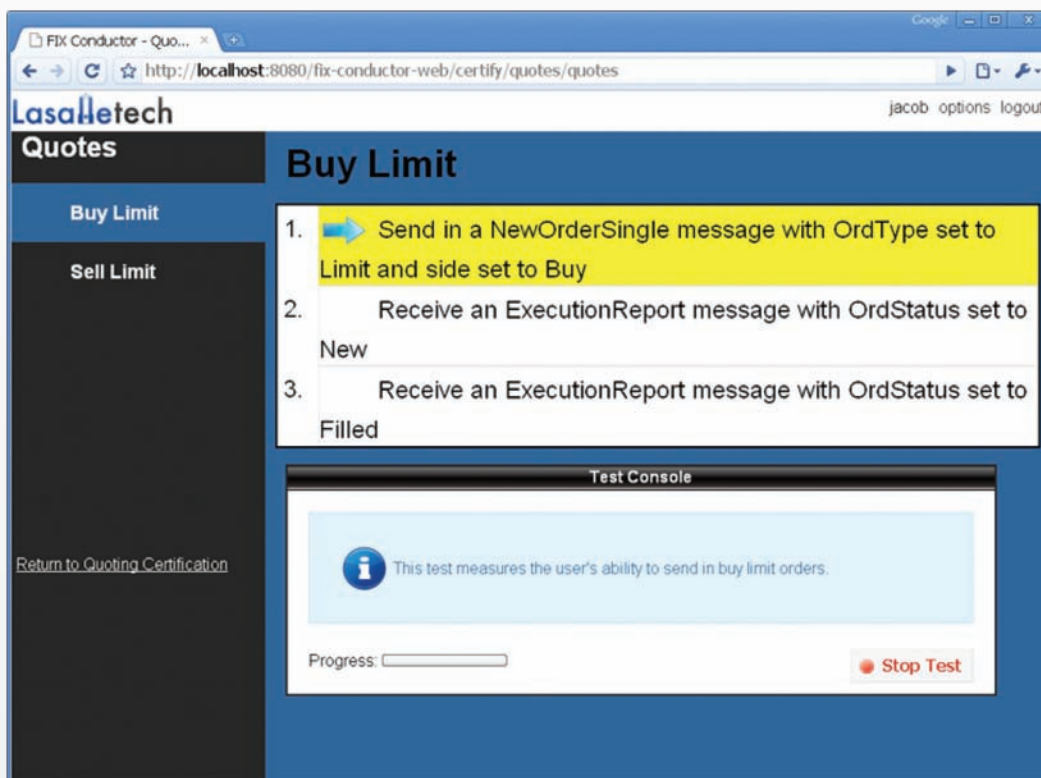 Google
FIX Conductor - Quo...
http://localhost:8080/fix-conductor-web/certify/quotes/quotes
Lasalletech
jacob options logout
Quotes
Buy Limit
Sell Limit
Return to Quoting Certification
Buy Limit
1. Send in a NewOrderSingle message with OrdType set to
Limit and side set to Buy
2. Receive an ExecutionReport message with OrdStatus set to
New
3. Receive an ExecutionReport message with OrdStatus set to
Filled
Test Console
This test measures the user's ability to send in buy limit orders.
Progress:
Stop Test